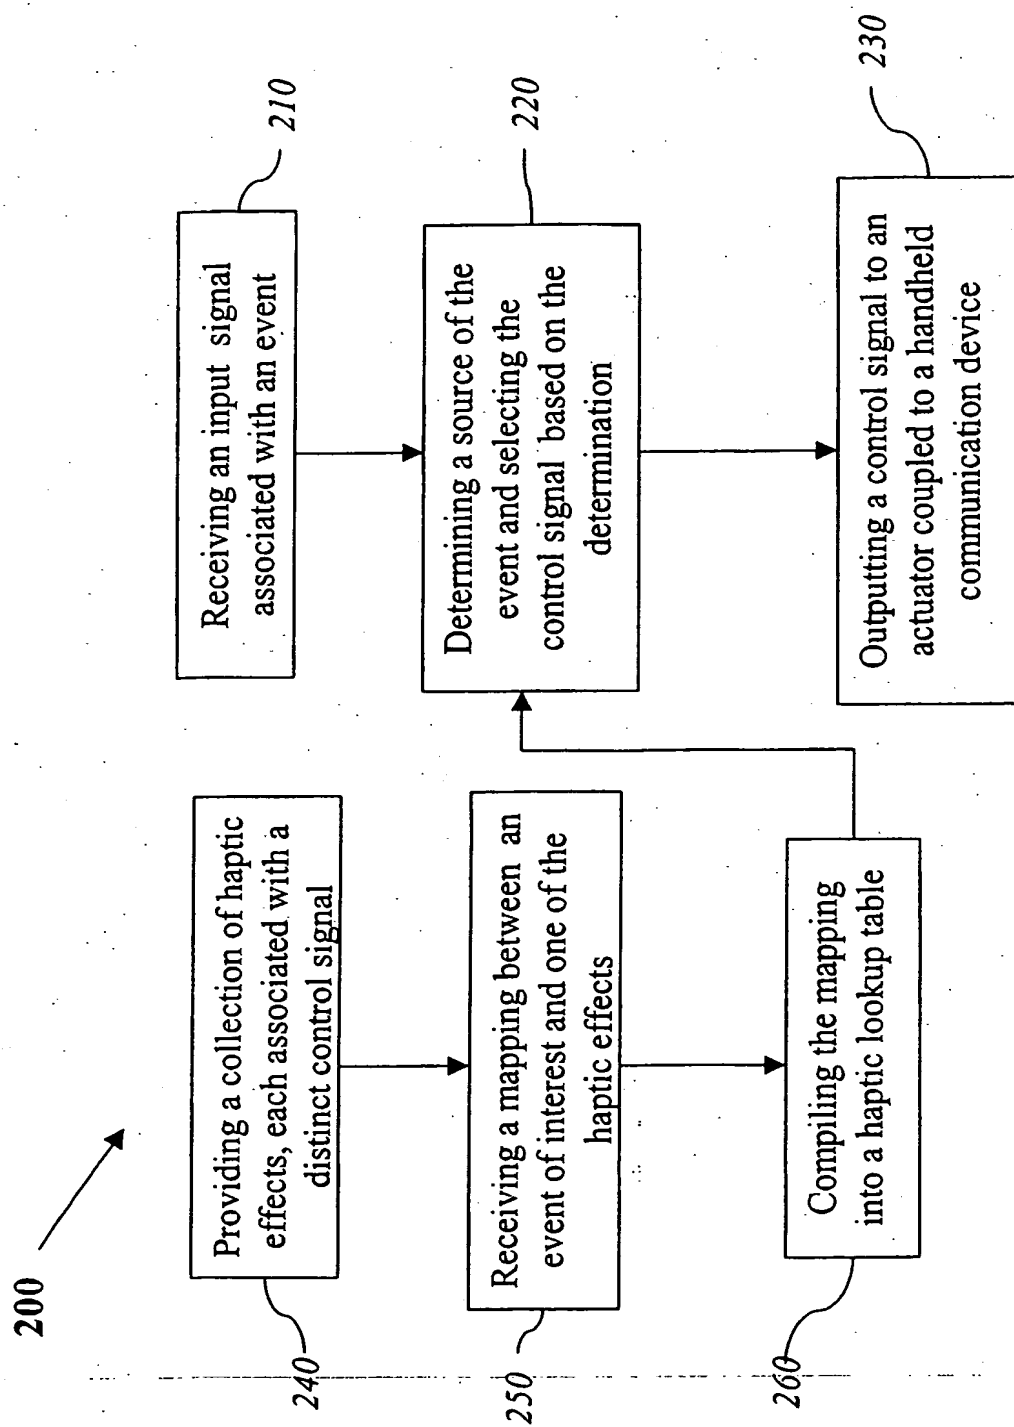 200
240
Providing a collection of haptic
effects, each associated with a
distinct control signal
250
Receiving a mapping between an
event of interest and one of the
haptic effects
260
Compiling the mapping
into a haptic lookup table
Receiving an input signal
associated with an event
210
Determining a source of the
event and selecting the
control signal based on the
determination
220
Outputting a control signal to an
actuator coupled to a handheld
communication device
230